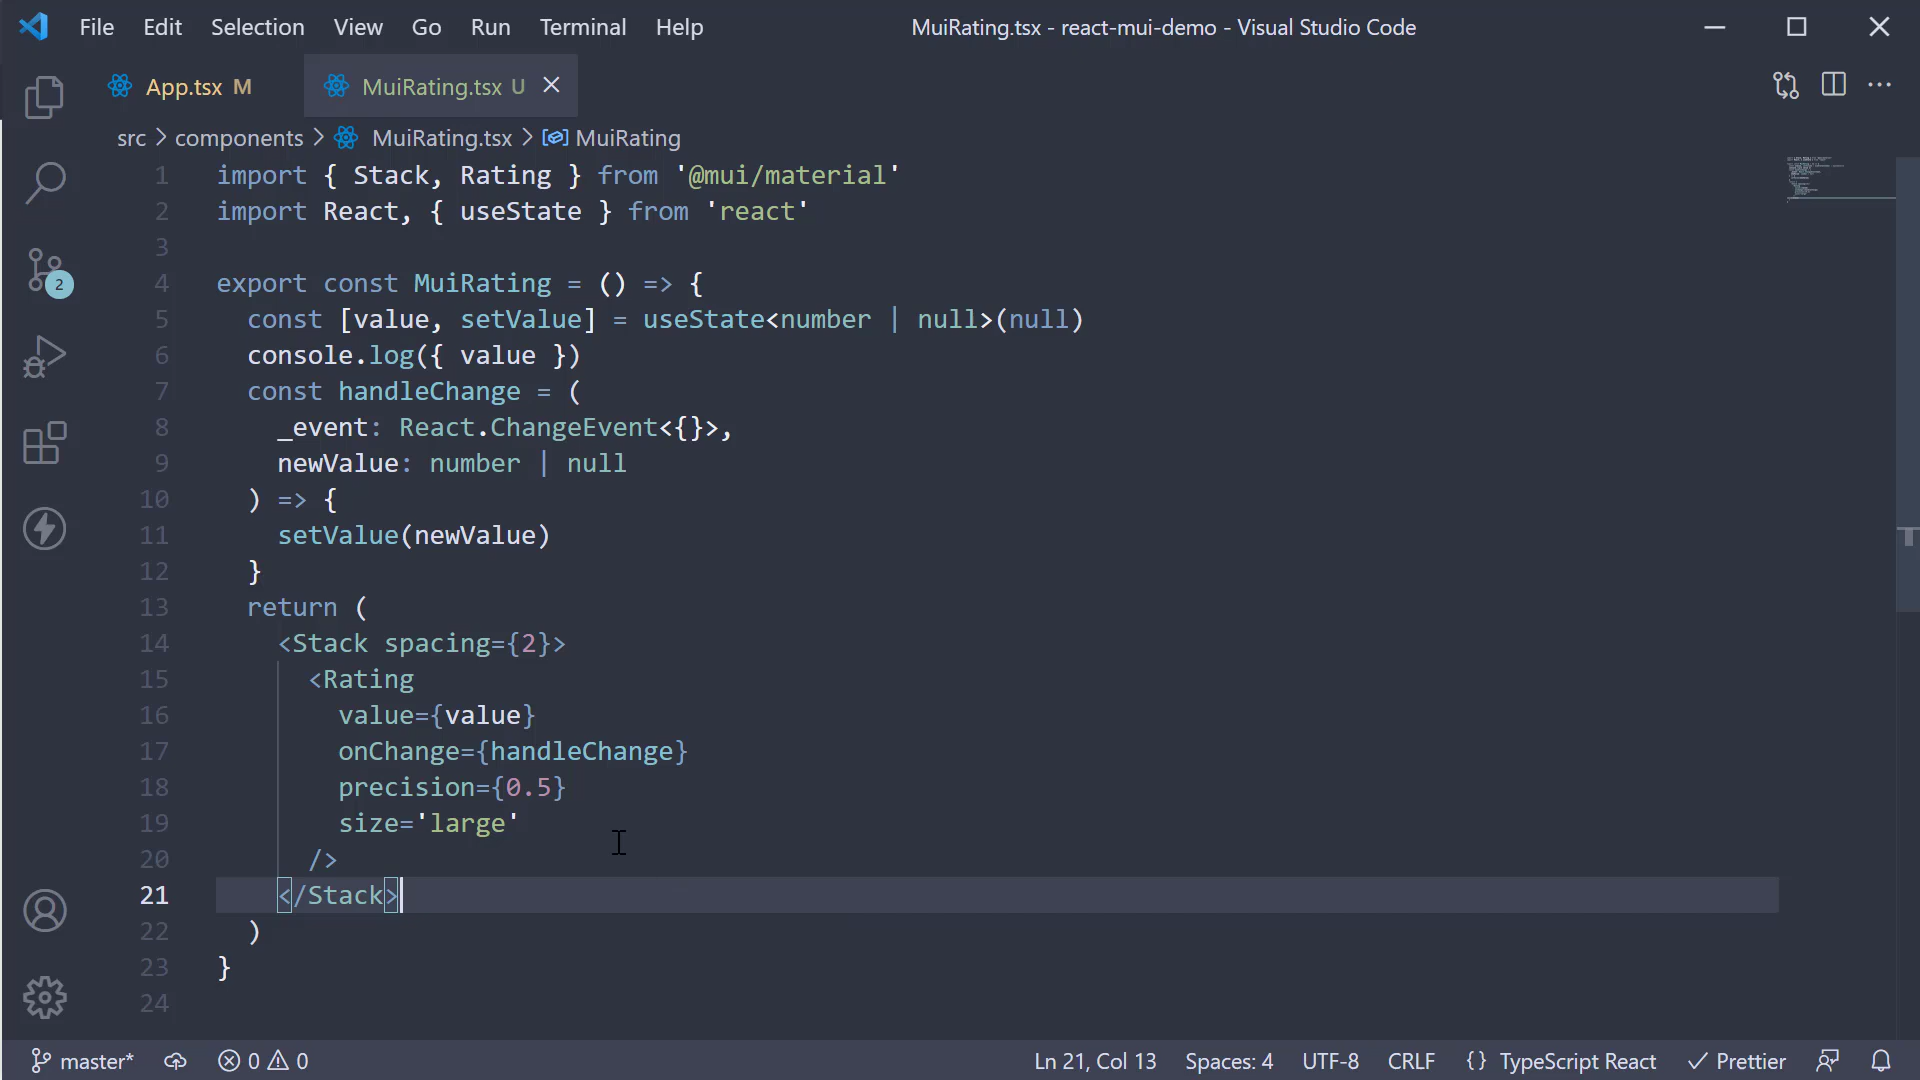 File Edit Selection View Go Run Terminal Help MuiRating.tsx - react-mui-demo - Visual Studio Code
App.tsx M MuiRating.tsx U
src > components > MuiRating.tsx > MuiRating
1 import { Stack, Rating } from '@mui/material'
2 import React, { useState } from 'react'
3
4 export const MuiRating = () => {
5 const [value, setValue] = useState<number | null>(null)
6 console.log({ value })
7 const handleChange = (
8 _event: React.ChangeEvent<{}>,
9 newValue: number | null
10 ) => {
11 setValue(newValue)
12 }
13 return (
14 <Stack spacing={2}>
15 <Rating
16 value={value}
17 onChange={handleChange}
18 precision={0.5}
19 size='large'
20 />
21 </Stack>
22 )
23 }
24
2
master* 0 0 Ln 21, Col 13 Spaces: 4 UTF-8 CRLF {} TypeScript React Prettier